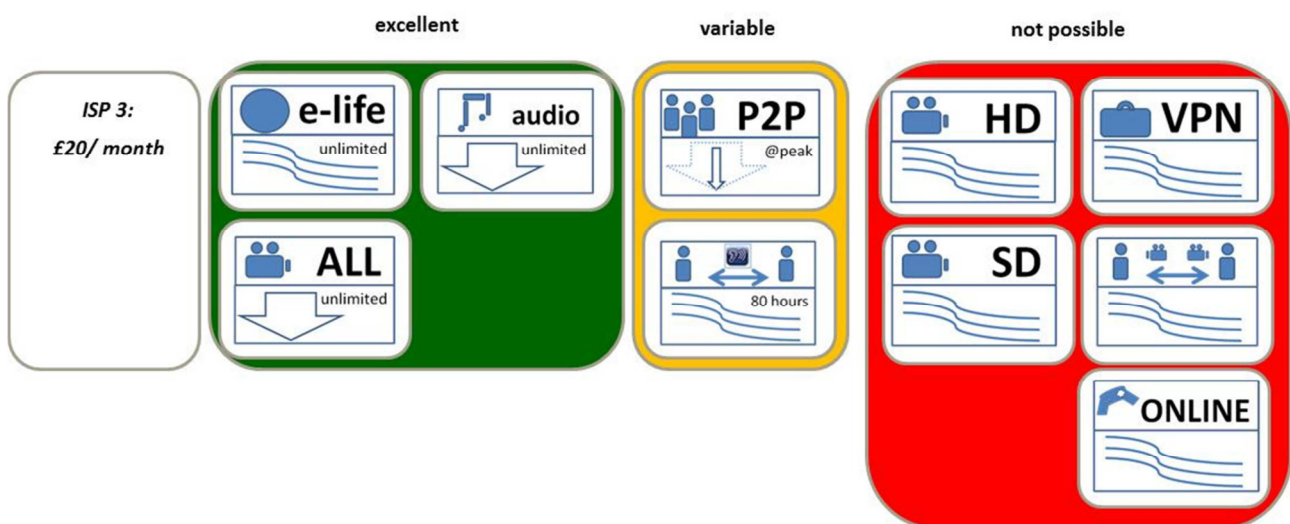 excellent
variable
not possible
ISP 3:
£20/ month
e-life
unlimited
audio
unlimited
ALL
unlimited
P2P
@peak
80 hours
HD
VPN
SD
ONLINE